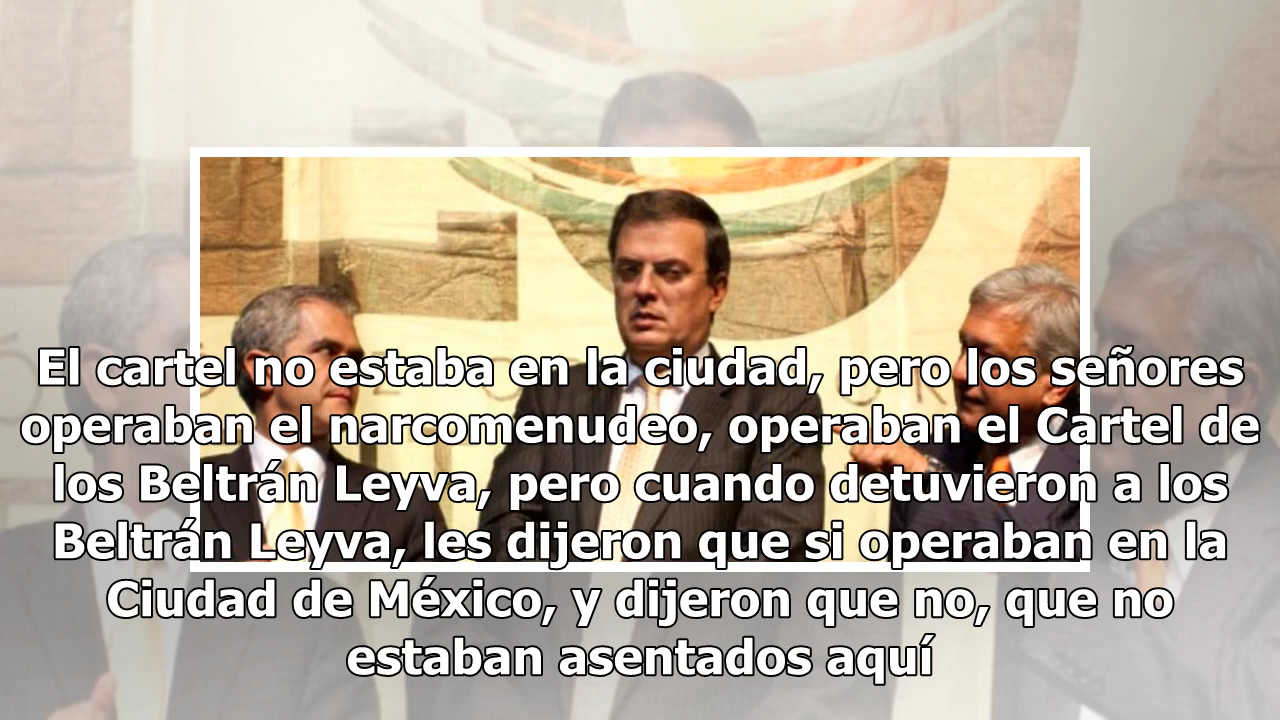 El cartel no estaba en la ciudad, pero los señores
operaban el narcomenudeo, operaban el Cartel de
los Beltrán Leyva, pero cuando detuvieron a los
Beltrán Leyva, les dijeron que si operaban en la
Ciudad de México, y dijeron que no, que no
estaban asentados aquí